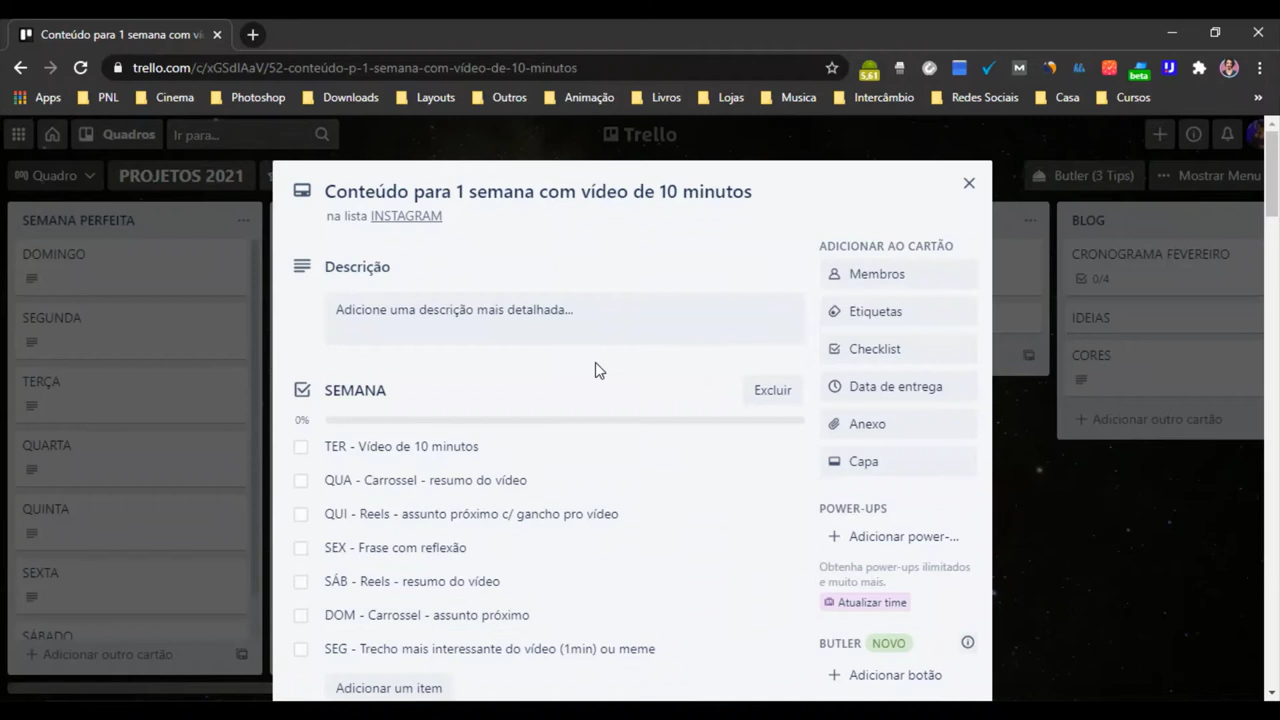 Conteúdo para 1 semana com ví
trello.com/c/xGSdIAaV/52-conteúdo-p-1-semana-com-vídeo-de-10-minutos
5,61
beta
Apps PNL Cinema Photoshop Downloads Layouts Outros Animação Livros Lojas Musica Intercâmbio Redes Sociais Casa Cursos »
Quadros Ir para... Trello
Quadro PROJETOS 2021 Butler (3 Tips) ... Mostrar Menu
SEMANA PERFEITA ...
DOMINGO
SEGUNDA
TERÇA
QUARTA
QUINTA
SEXTA
SÁBADO
+ Adicionar outro cartão
Conteúdo para 1 semana com vídeo de 10 minutos
na lista INSTAGRAM
Descrição
Adicione uma descrição mais detalhada...
SEMANA
Excluir
0%
TER - Vídeo de 10 minutos
QUA - Carrossel - resumo do vídeo
QUI - Reels - assunto próximo c/ gancho pro vídeo
SEX - Frase com reflexão
SÁB - Reels - resumo do vídeo
DOM - Carrossel - assunto próximo
SEG - Trecho mais interessante do vídeo (1min) ou meme
Adicionar um item
ADICIONAR AO CARTÃO
Membros
Etiquetas
Checklist
Data de entrega
Anexo
Capa
POWER-UPS
+ Adicionar power-...
Obtenha power-ups ilimitados
e muito mais.
Atualizar time
BUTLER NOVO
+ Adicionar botão
...
BLOG
CRONOGRAMA FEVEREIRO
0/4
IDEIAS
CORES
+ Adicionar outro cartão